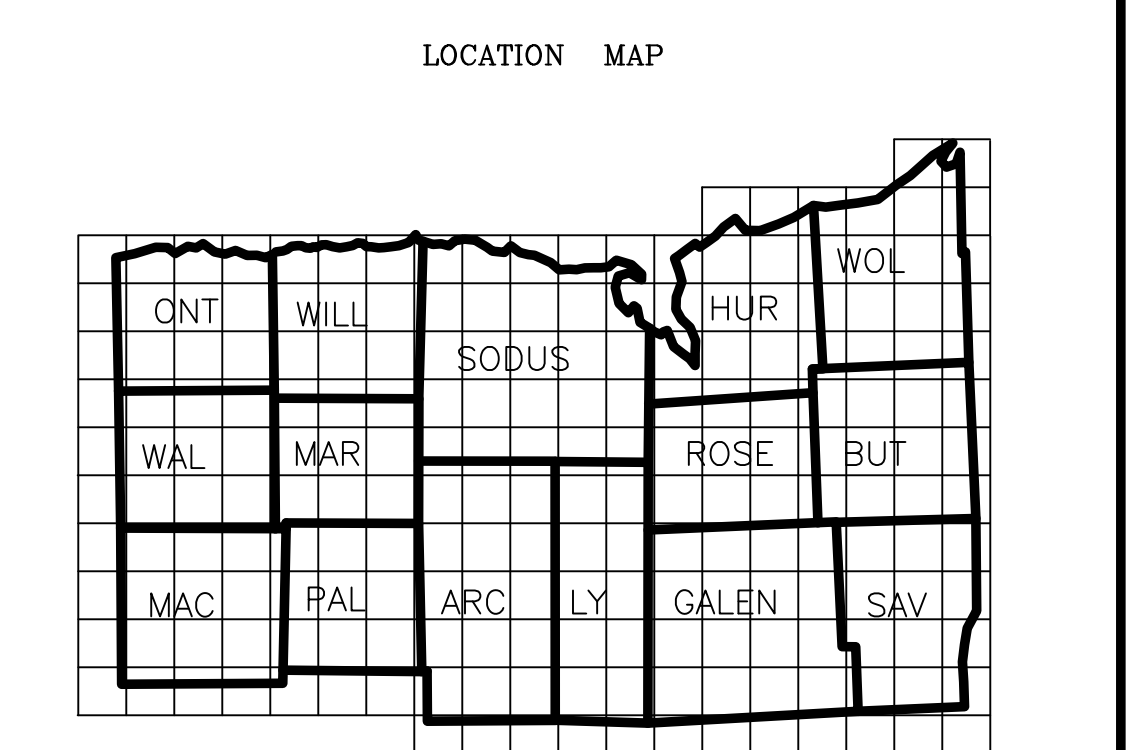 LOCATION MAP
WOL
ONT WILL HUR
SODUS
WAL MAR ROSE BUT
MAC PAL ARC LY GALEN SAV